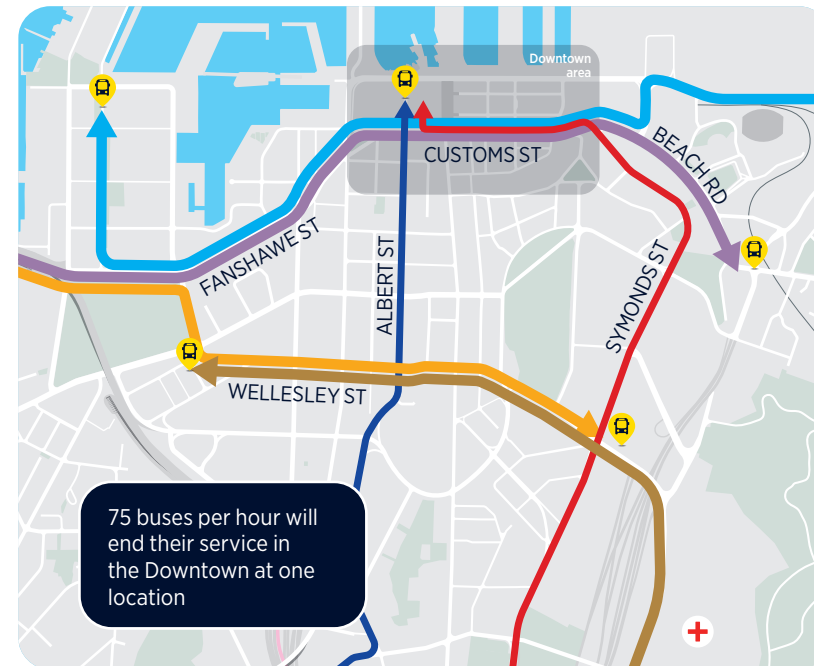 Downtown
area
CUSTOMS ST
BEACH RD
FANSHAWE ST
ALBERT ST
SYMONDS ST
WELLESLEY ST
75 buses per hour will
end their service in
the Downtown at one
location